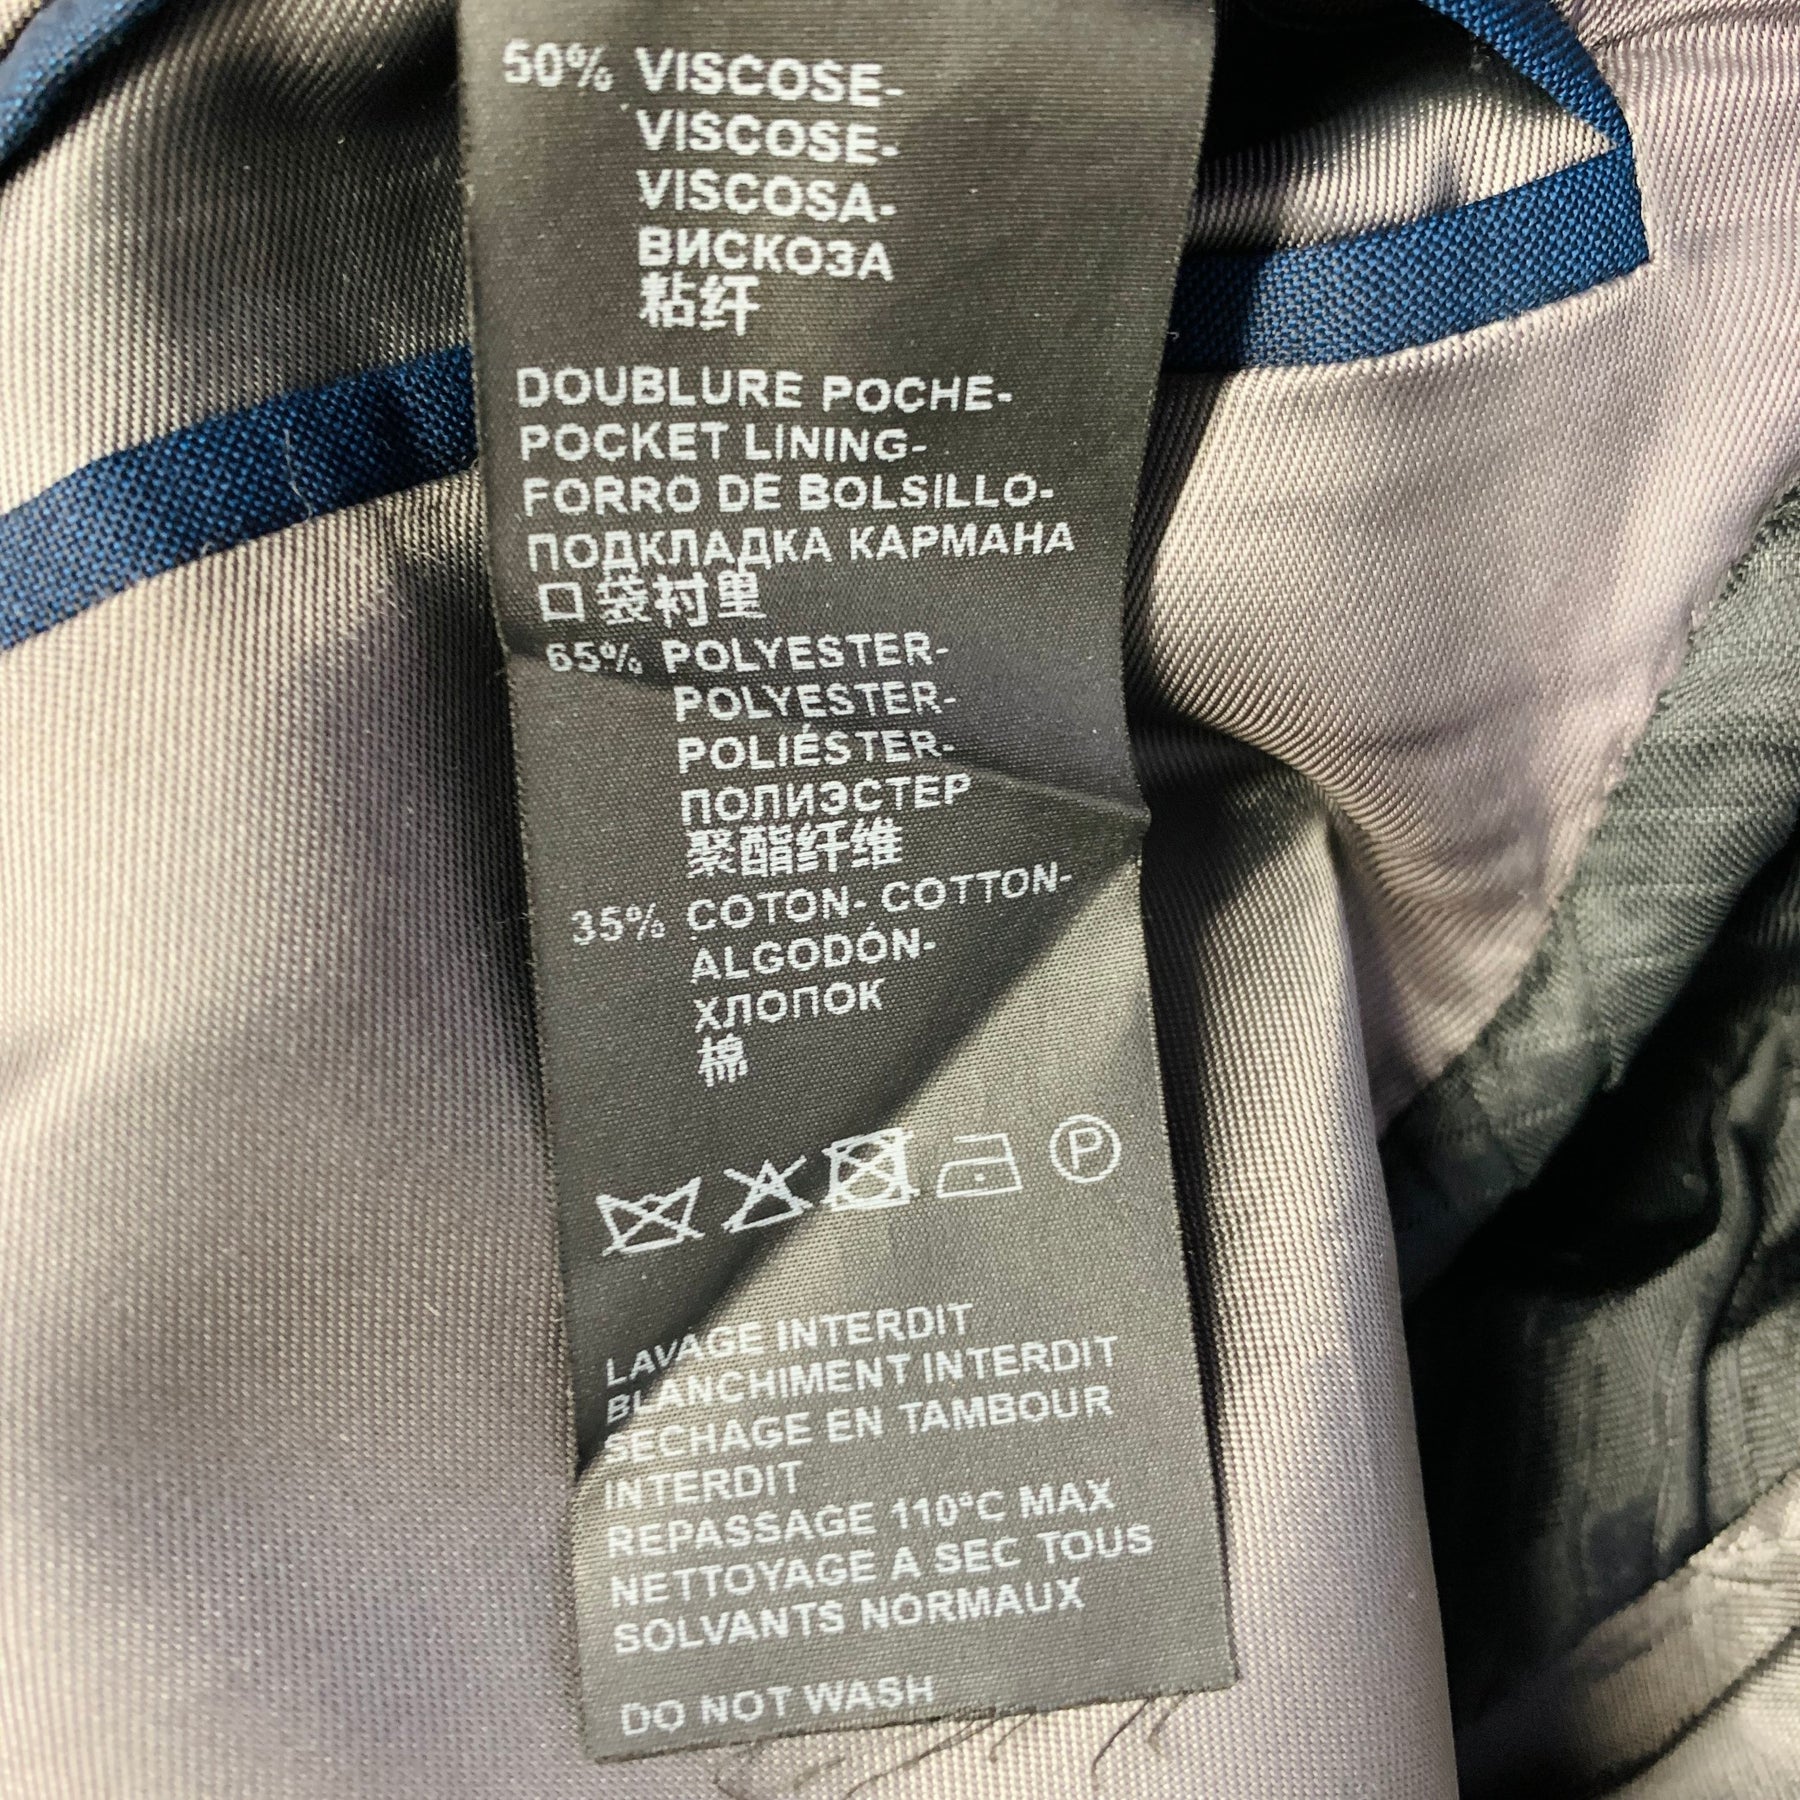 50% VISCOSE-
VISCOSE-
VISCOSA-
ВИСКОЗА
粘纤
DOUBLURE POCHE-
POCKET LINING-
FORRO DE BOLSILLO-
ПОДКЛАДКА КАРМАНА
口袋衬里
65% POLYESTER-
POLYESTER-
POLIÉSTER-
ПОЛИЭСТЕР
聚酯纤维
35% COTON- COTTON-
ALGODÓN-
ХЛОПОК
棉
P
LAVAGE INTERDIT
BLANCHIMENT INTERDIT
SECHAGE EN TAMBOUR
INTERDIT
REPASSAGE 110°C MAX
NETTOYAGE A SEC TOUS
SOLVANTS NORMAUX
DO NOT WASH